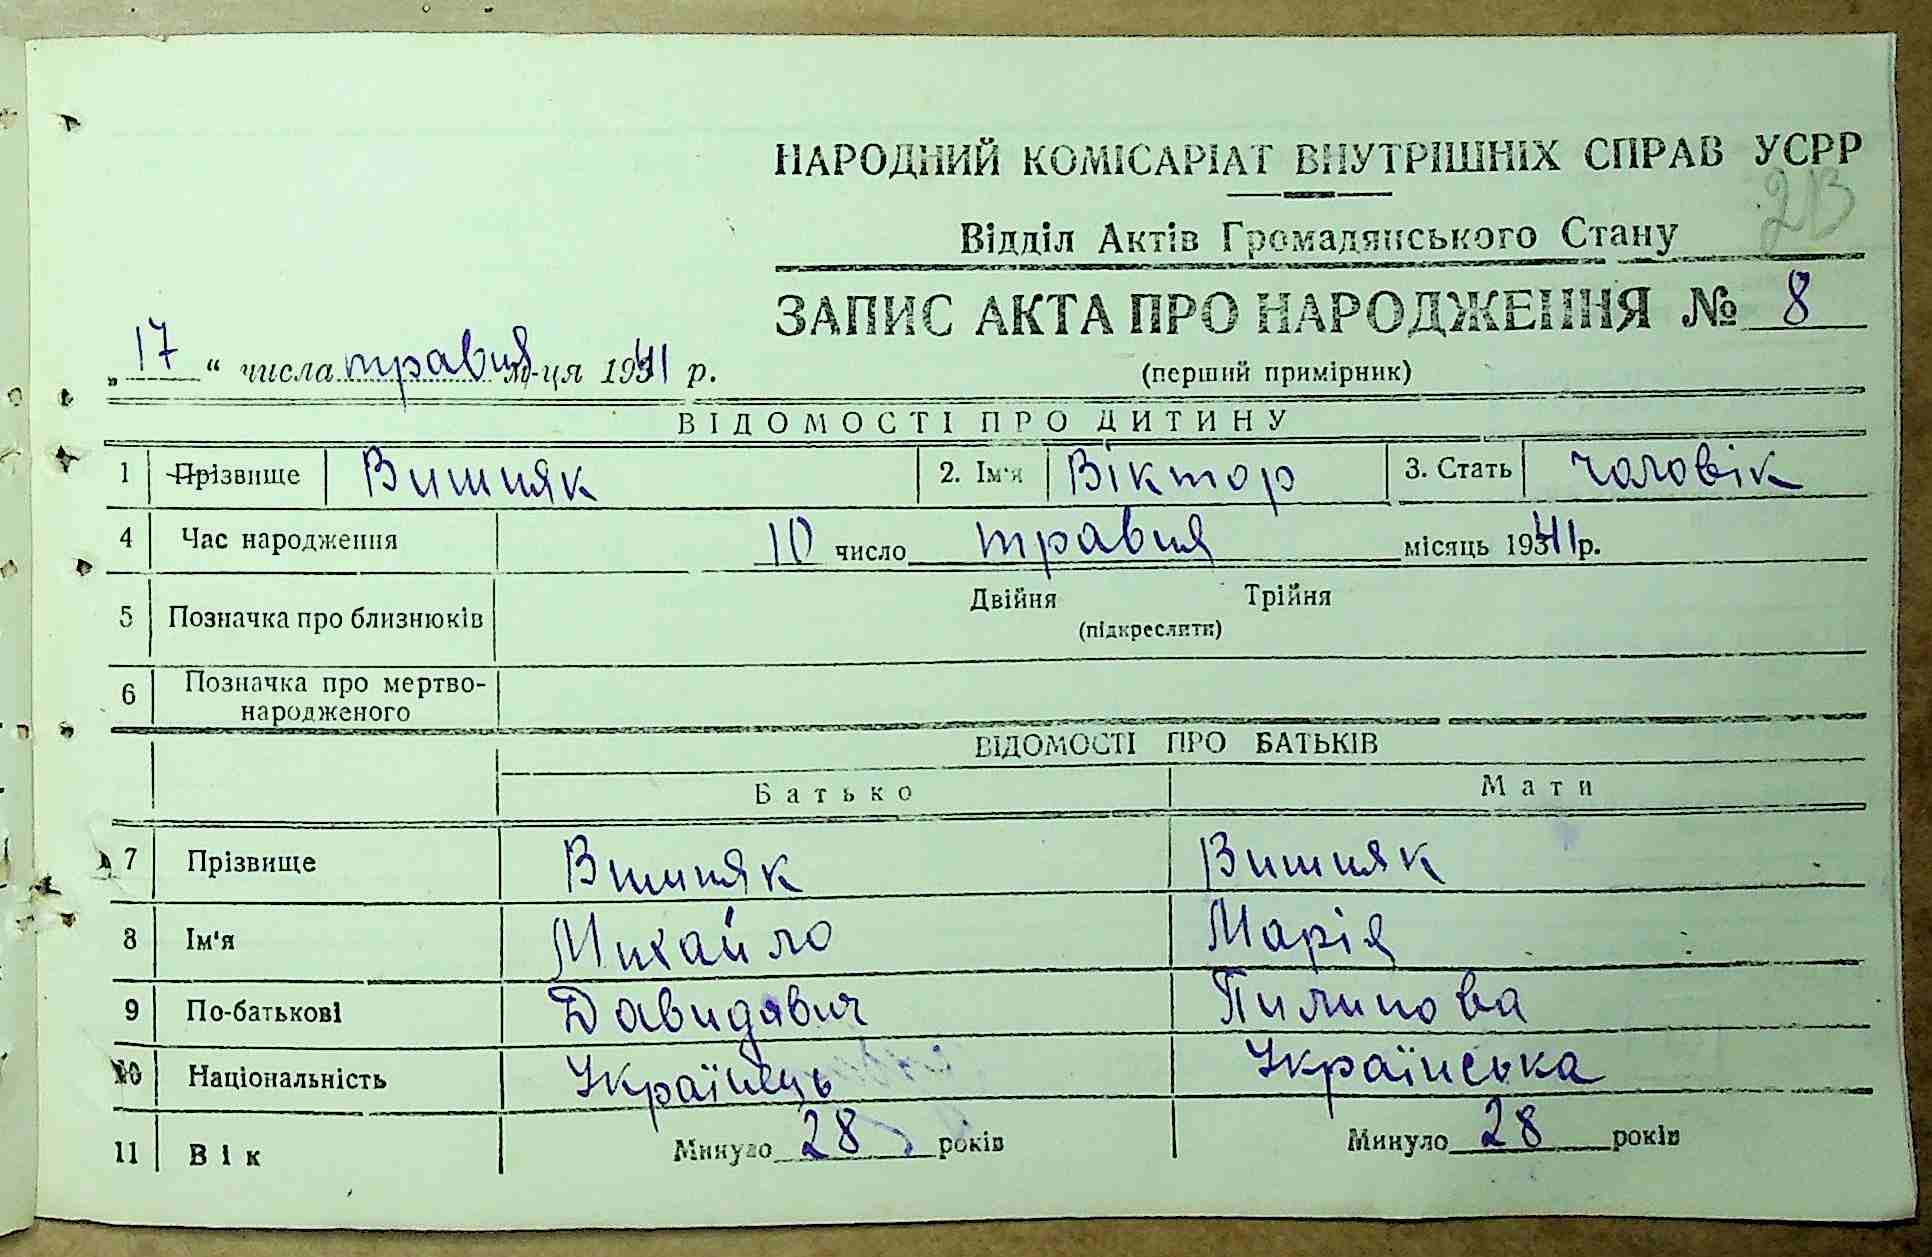 НАРОДНИЙ КОМІСАРІАТ ВНУТРІШНІХ СПРАВ УСРР
Відділ Актів Громадянського Стану
ЗАПИС АКТА ПРО НАРОДЖЕННЯ № 8
„17“ числа травня м-ця 1941 р.
(перший примірник)
ВІДОМОСТІ ПРО ДИТИНУ
1 Прізвище Вишняк 2. Ім'я Віктор 3. Стать чоловік
4 Час народження 10 число травня місяць 1941 р.
5 Позначка про близнюків Двійня Трійня
(підкреслити)
6 Позначка про мертво-
народженого
ВІДОМОСТІ ПРО БАТЬКІВ
Батько Мати
7 Прізвище Вишняк Вишняк
8 Ім'я Михайло Марія
9 По-батькові Давидович Пилипова
10 Національність Українець Українська
11 Вік Минуло 28 років Минуло 28 років